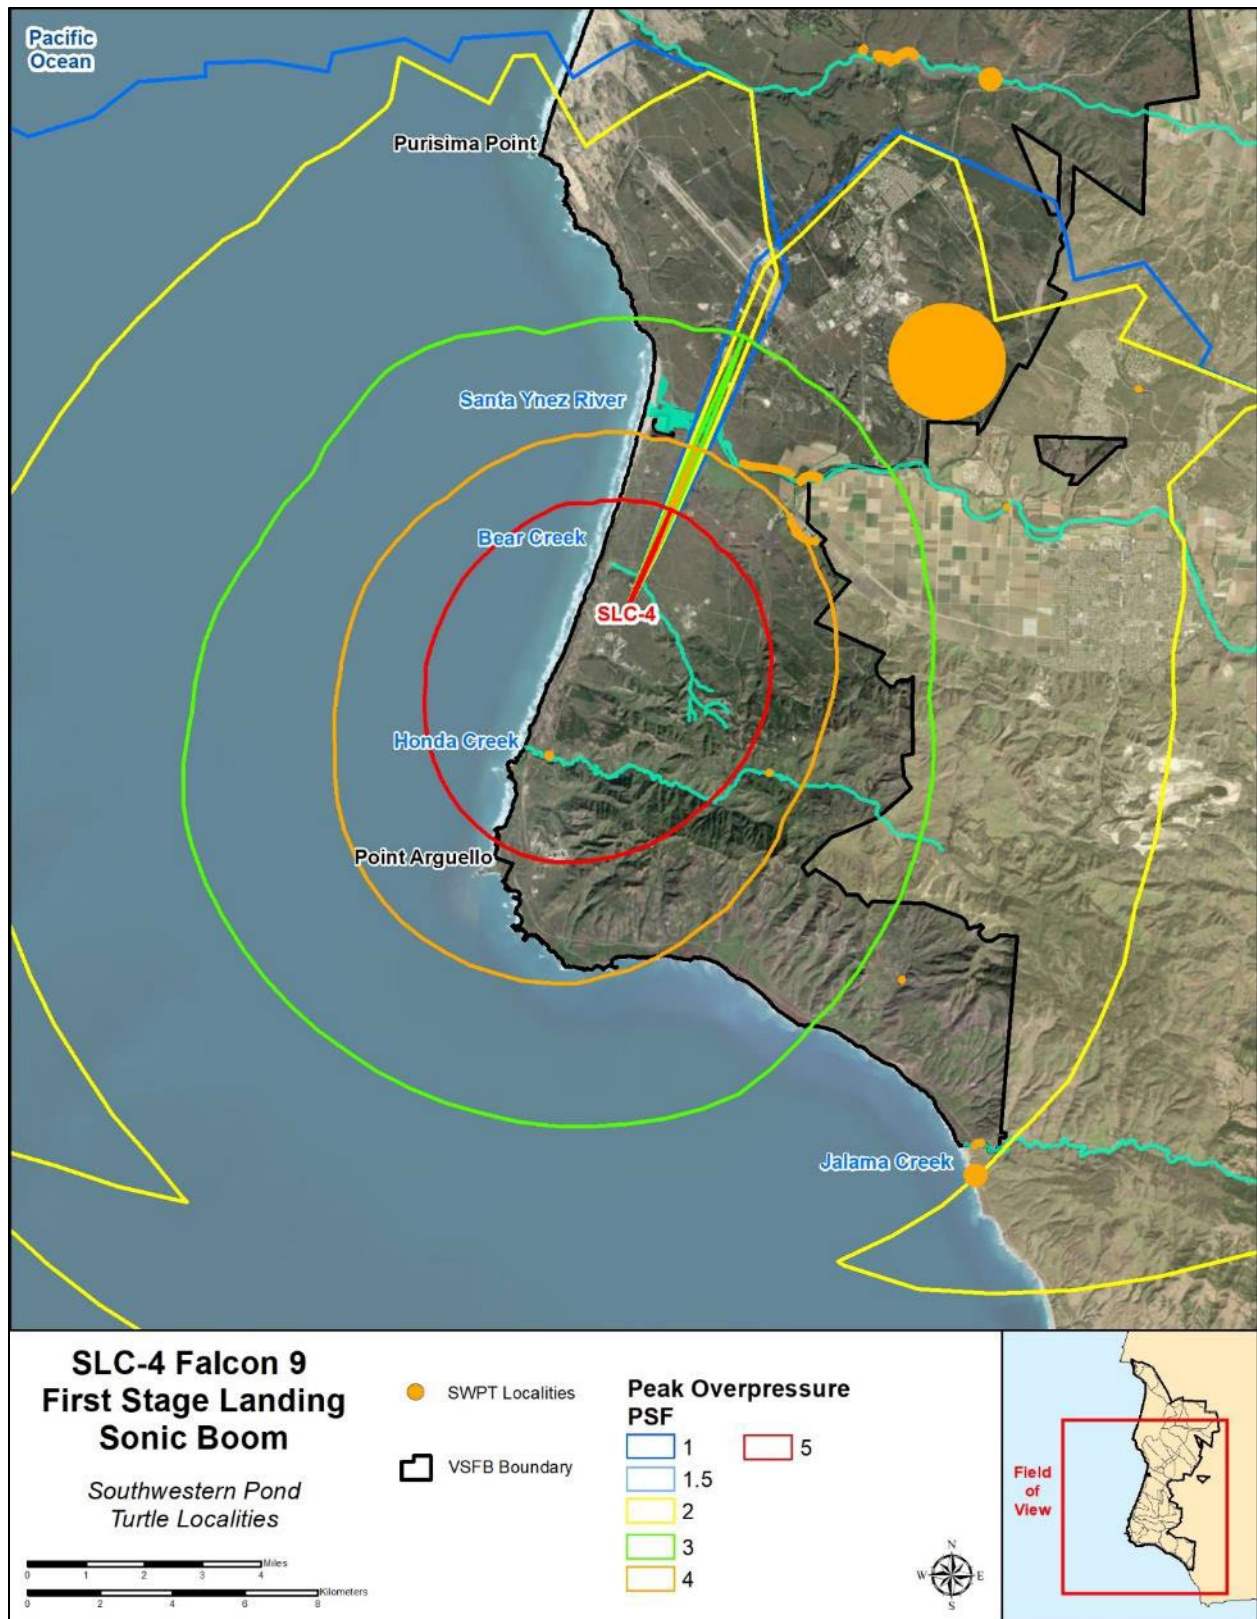 Pacific
Ocean
Purisima Point
Santa Ynez River
Bear Creek
SLC-4
Honda Creek
Point Arguello
Jalama Creek
SLC-4 Falcon 9
First Stage Landing
Sonic Boom
Southwestern Pond
Turtle Localities
Miles
0 1 2 3 4
Kilometers
0 2 4 6 8
SWPT Localities
VSFB Boundary
Peak Overpressure
PSF
1
1.5
2
3
4
5
N
W E
S
Field
of
View